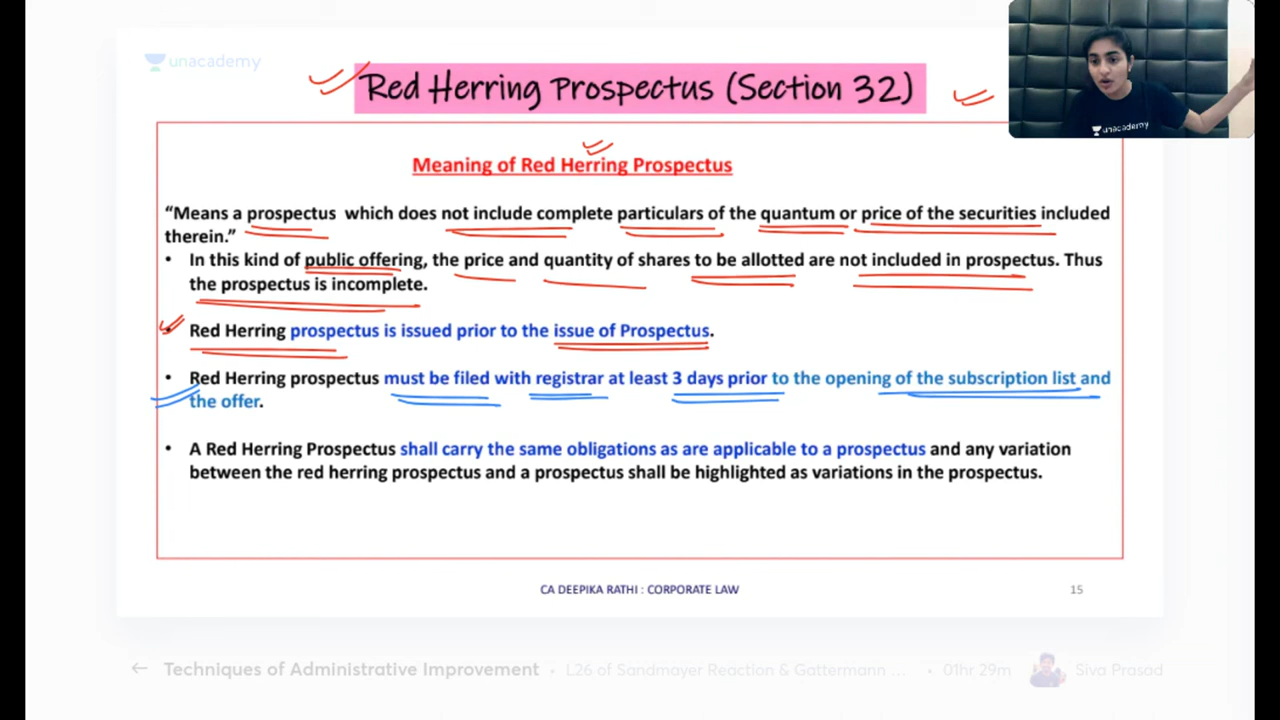 unacademy
Red Herring Prospectus (Section 32)
unacademy
Meaning of Red Herring Prospectus
“Means a prospectus which does not include complete particulars of the quantum or price of the securities included
therein.”
• In this kind of public offering, the price and quantity of shares to be allotted are not included in prospectus. Thus
the prospectus is incomplete.
• Red Herring prospectus is issued prior to the issue of Prospectus.
• Red Herring prospectus must be filed with registrar at least 3 days prior to the opening of the subscription list and
the offer.
• A Red Herring Prospectus shall carry the same obligations as are applicable to a prospectus and any variation
between the red herring prospectus and a prospectus shall be highlighted as variations in the prospectus.
CA DEEPIKA RATHI : CORPORATE LAW
15
← Techniques of Administrative Improvement • L26 of Sandmayer Reaction & Gattermann ... • 01hr 29m Siva Prasad